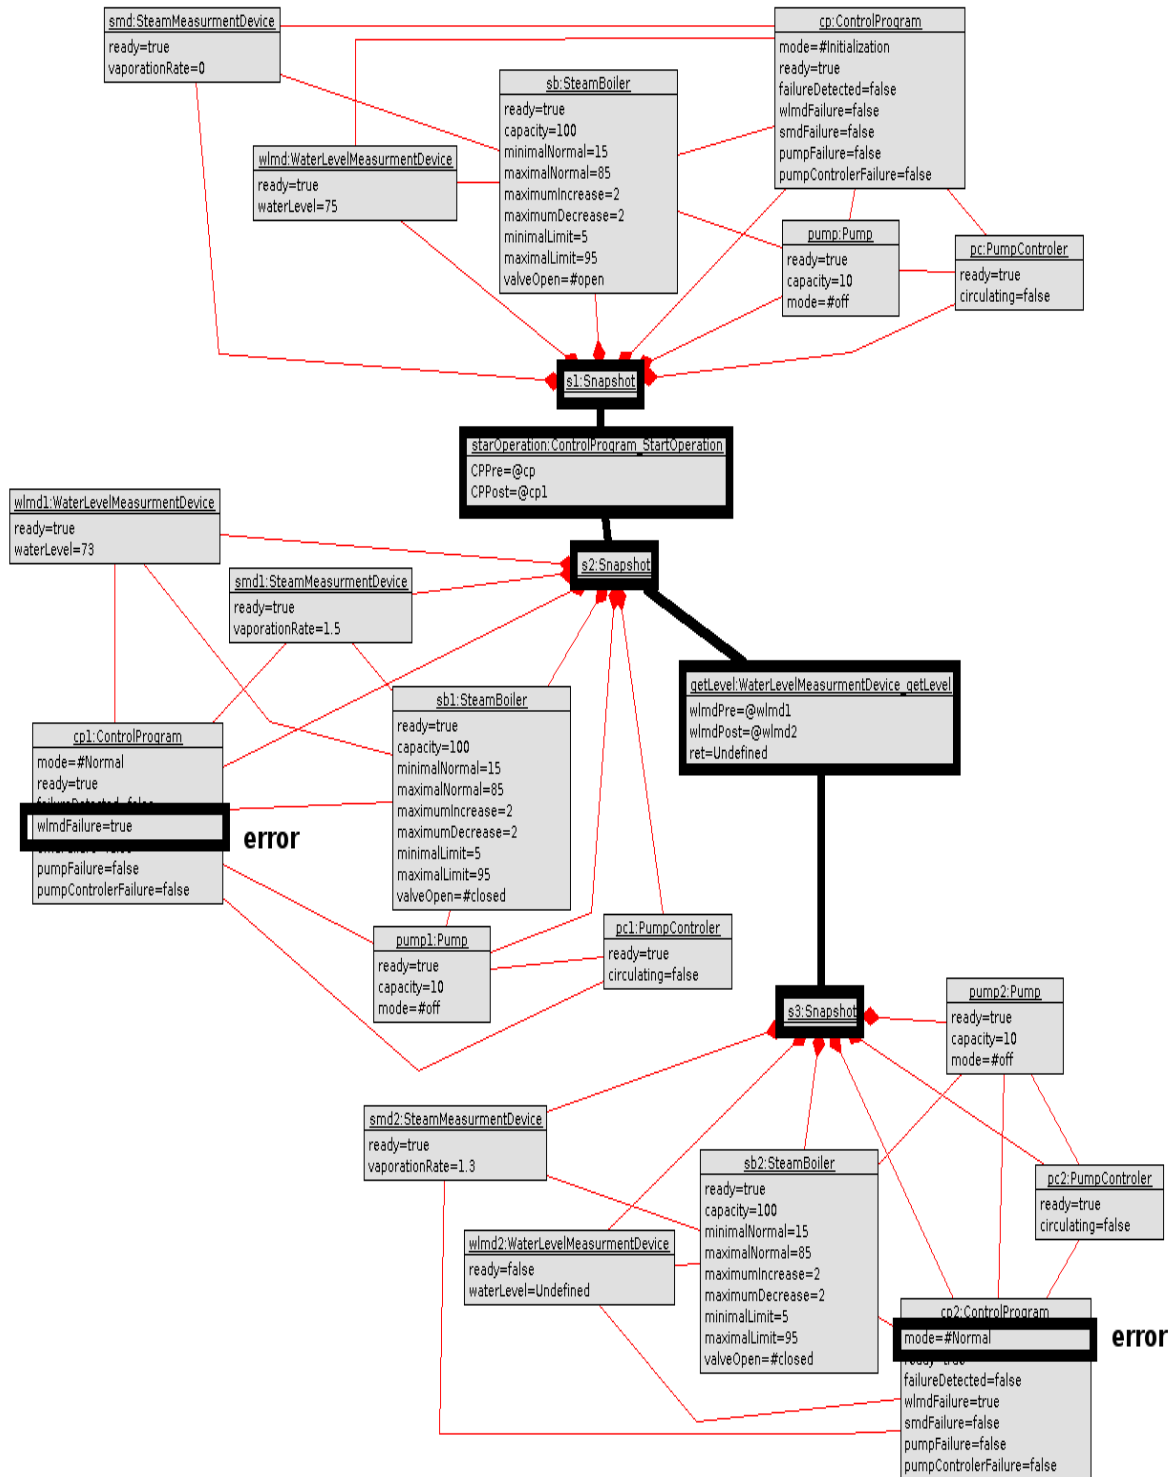 smd:SteamMeasurmentDevice
ready=true
vaporationRate=0
cp:ControlProgram
mode=#Initialization
ready=true
failureDetected=false
wlmdFailure=false
smdFailure=false
pumpFailure=false
pumpControlerFailure=false
sb:SteamBoiler
ready=true
capacity=100
minimalNormal=15
maximalNormal=85
maximumIncrease=2
maximumDecrease=2
minimalLimit=5
maximalLimit=95
valveOpen=#open
wlmd:WaterLevelMeasurmentDevice
ready=true
waterLevel=75
pump:Pump
ready=true
capacity=10
mode=#off
pc:PumpControler
ready=true
circulating=false
s1:Snapshot
starOperation:ControlProgram_StartOperation
CPPre=@cp
CPPost=@cp1
wlmd1:WaterLevelMeasurmentDevice
ready=true
waterLevel=73
s2:Snapshot
smd1:SteamMeasurmentDevice
ready=true
vaporationRate=1.5
getLevel:WaterLevelMeasurmentDevice_getLevel
wlmdPre=@wlmd1
wlmdPost=@wlmd2
ret=Undefined
sb1:SteamBoiler
ready=true
capacity=100
minimalNormal=15
maximalNormal=85
maximumIncrease=2
maximumDecrease=2
minimalLimit=5
maximalLimit=95
valveOpen=#closed
cp1:ControlProgram
mode=#Normal
ready=true
failureDetected=false
wlmdFailure=true
error
smdFailure=false
pumpFailure=false
pumpControlerFailure=false
pump1:Pump
ready=true
capacity=10
mode=#off
pc1:PumpControler
ready=true
circulating=false
s3:Snapshot
pump2:Pump
ready=true
capacity=10
mode=#off
smd2:SteamMeasurmentDevice
ready=true
vaporationRate=1.3
sb2:SteamBoiler
ready=true
capacity=100
minimalNormal=15
maximalNormal=85
maximumIncrease=2
maximumDecrease=2
minimalLimit=5
maximalLimit=95
valveOpen=#closed
pc2:PumpControler
ready=true
circulating=false
wlmd2:WaterLevelMeasurmentDevice
ready=false
waterLevel=Undefined
cp2:ControlProgram
mode=#Normal
error
ready=true
failureDetected=false
wlmdFailure=true
smdFailure=false
pumpFailure=false
pumpControlerFailure=false